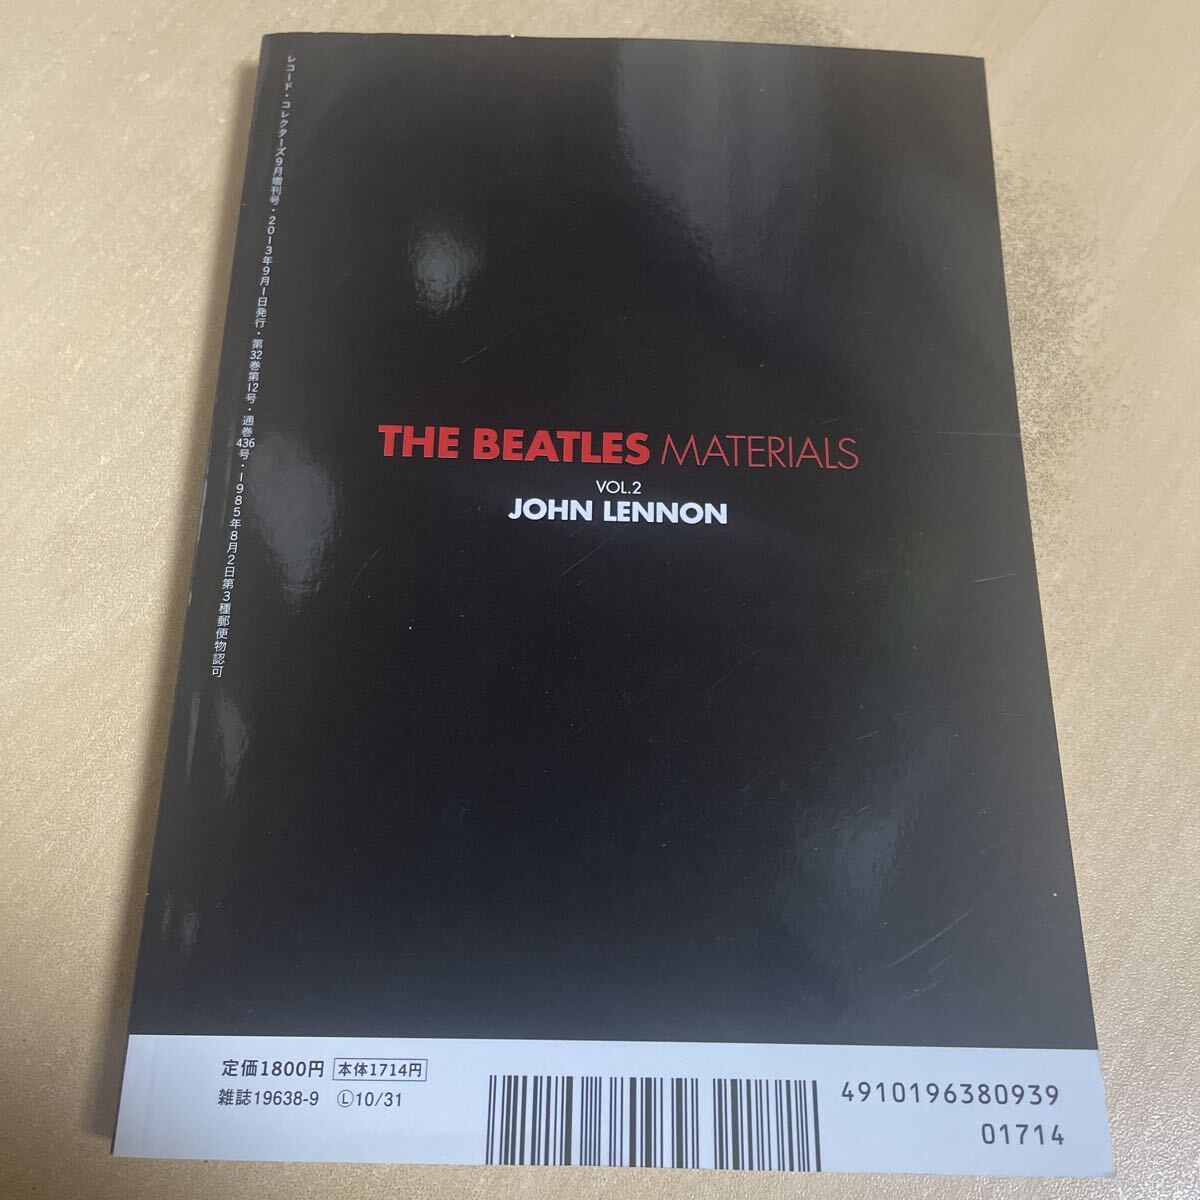 レコード・コレクターズ9月増刊号・2013年9月1日発行・第32巻第12号・通巻436号・1985年8月2日第3種郵便物認可
THE BEATLES MATERIALS
VOL.2
JOHN LENNON
定価1800円 本体1714円
雑誌19638-9 Ⓛ10/31
4910196380939
01714